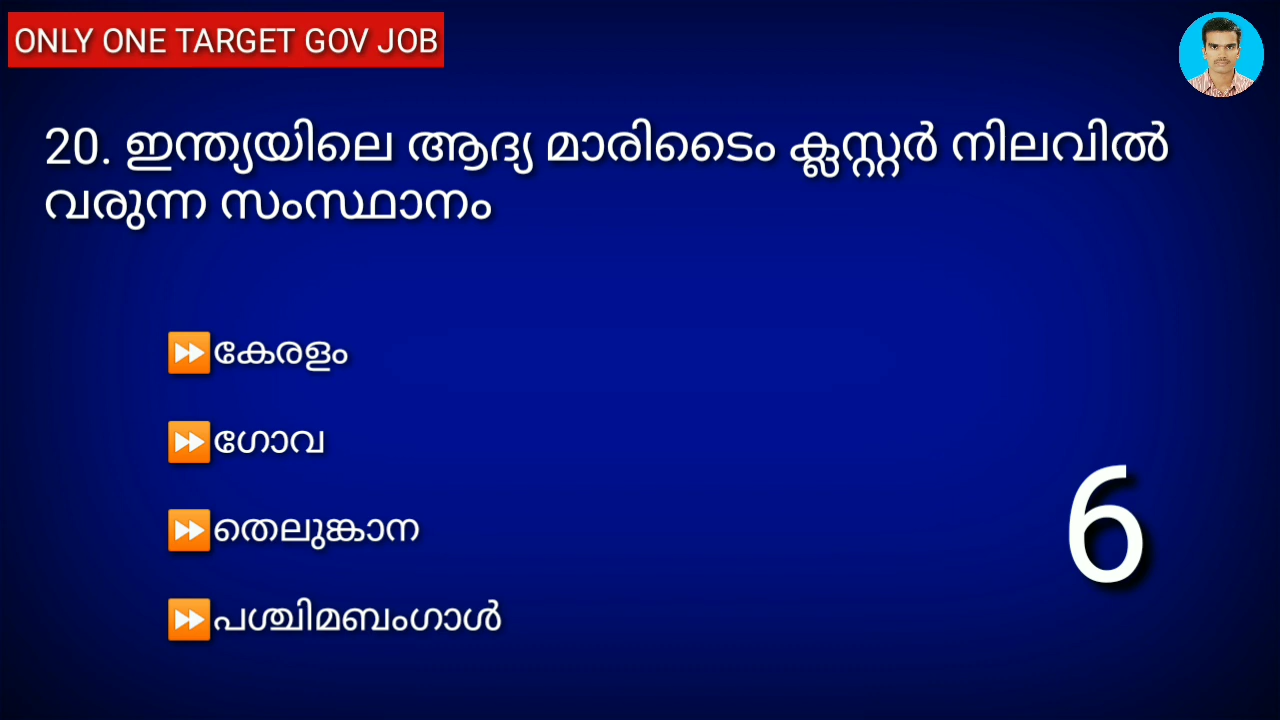 ONLY ONE TARGET GOV JOB
20. ഇന്ത്യയിലെ ആദ്യ മാരിടൈം ക്ലസ്റ്റർ നിലവിൽ
വരുന്ന സംസ്ഥാനം
⏩കേരളം
⏩ഗോവ
⏩തെലുങ്കാന
⏩പശ്ചിമബംഗാൾ
6